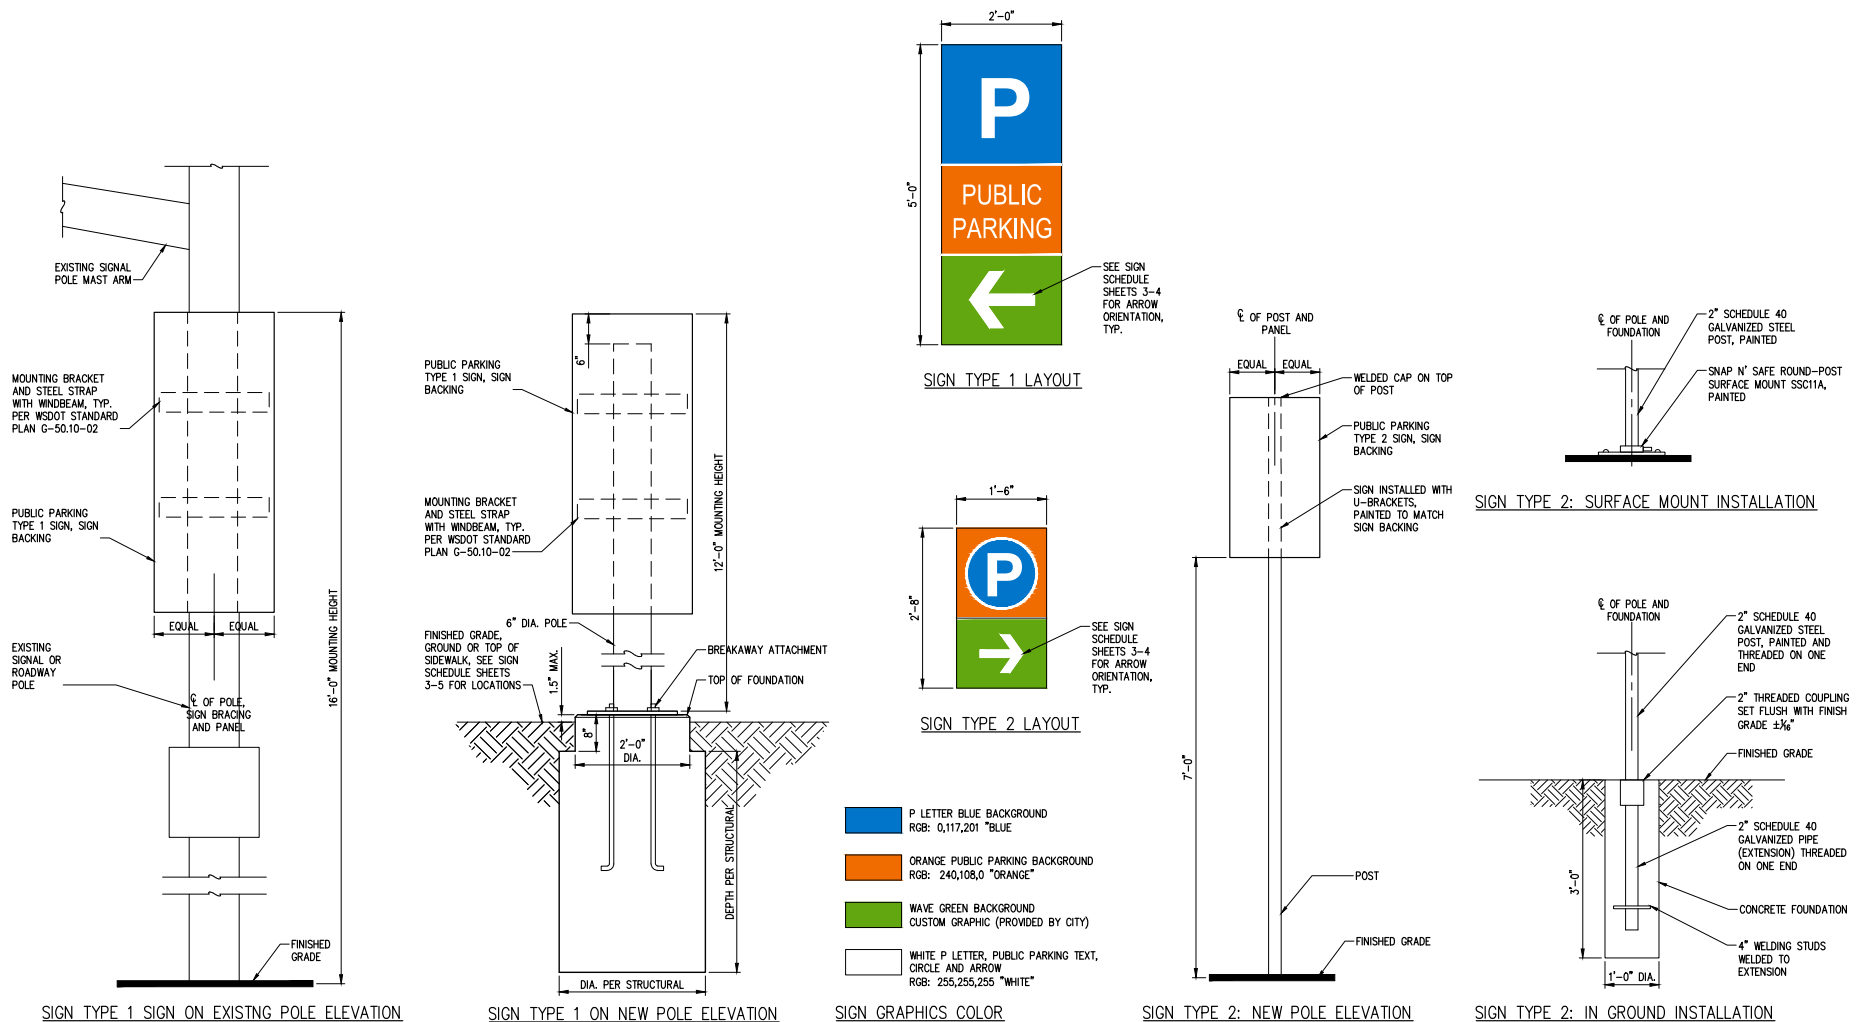 EXISTING SIGNAL
POLE MAST ARM
MOUNTING BRACKET
AND STEEL STRAP
WITH WINDBEAM, TYP.
PER WSDOT STANDARD
PLAN G-50.10-02
PUBLIC PARKING
TYPE 1 SIGN, SIGN
BACKING
EQUAL EQUAL
EXISTING
SIGNAL OR
ROADWAY
POLE
℄ OF POLE,
SIGN BRACING
AND PANEL
16'-0" MOUNTING HEIGHT
FINISHED
GRADE
SIGN TYPE 1 SIGN ON EXISTNG POLE ELEVATION
6"
PUBLIC PARKING
TYPE 1 SIGN, SIGN
BACKING
MOUNTING BRACKET
AND STEEL STRAP
WITH WINDBEAM, TYP.
PER WSDOT STANDARD
PLAN G-50.10-02
12'-0" MOUNTING HEIGHT
6" DIA. POLE
FINISHED GRADE,
GROUND OR TOP OF
SIDEWALK, SEE SIGN
SCHEDULE SHEETS
3-5 FOR LOCATIONS
1.5" MAX.
BREAKAWAY ATTACHMENT
TOP OF FOUNDATION
8"
2'-0"
DIA.
DEPTH PER STRUCTURAL
DIA. PER STRUCTURAL
SIGN TYPE 1 ON NEW POLE ELEVATION
2'-0"
5'-0"
P
PUBLIC
PARKING
SEE SIGN
SCHEDULE
SHEETS 3-4
FOR ARROW
ORIENTATION,
TYP.
SIGN TYPE 1 LAYOUT
1'-6"
2'-8"
P
SEE SIGN
SCHEDULE
SHEETS 3-4
FOR ARROW
ORIENTATION,
TYP.
SIGN TYPE 2 LAYOUT
P LETTER BLUE BACKGROUND
RGB: 0,117,201 "BLUE
ORANGE PUBLIC PARKING BACKGROUND
RGB: 240,108,0 "ORANGE"
WAVE GREEN BACKGROUND
CUSTOM GRAPHIC (PROVIDED BY CITY)
WHITE P LETTER, PUBLIC PARKING TEXT,
CIRCLE AND ARROW
RGB: 255,255,255 "WHITE"
SIGN GRAPHICS COLOR
℄ OF POST AND
PANEL
EQUAL EQUAL
WELDED CAP ON TOP
OF POST
PUBLIC PARKING
TYPE 2 SIGN, SIGN
BACKING
SIGN INSTALLED WITH
U-BRACKETS,
PAINTED TO MATCH
SIGN BACKING
7'-0"
POST
FINISHED GRADE
SIGN TYPE 2: NEW POLE ELEVATION
℄ OF POLE AND
FOUNDATION
2" SCHEDULE 40
GALVANIZED STEEL
POST, PAINTED
SNAP N' SAFE ROUND-POST
SURFACE MOUNT SSC11A,
PAINTED
SIGN TYPE 2: SURFACE MOUNT INSTALLATION
℄ OF POLE AND
FOUNDATION
2" SCHEDULE 40
GALVANIZED STEEL
POST, PAINTED AND
THREADED ON ONE
END
2" THREADED COUPLING
SET FLUSH WITH FINISH
GRADE ±1/16"
FINISHED GRADE
2" SCHEDULE 40
GALVANIZED PIPE
(EXTENSION) THREADED
ON ONE END
3'-0"
CONCRETE FOUNDATION
4" WELDING STUDS
WELDED TO
EXTENSION
1'-0" DIA.
SIGN TYPE 2: IN GROUND INSTALLATION